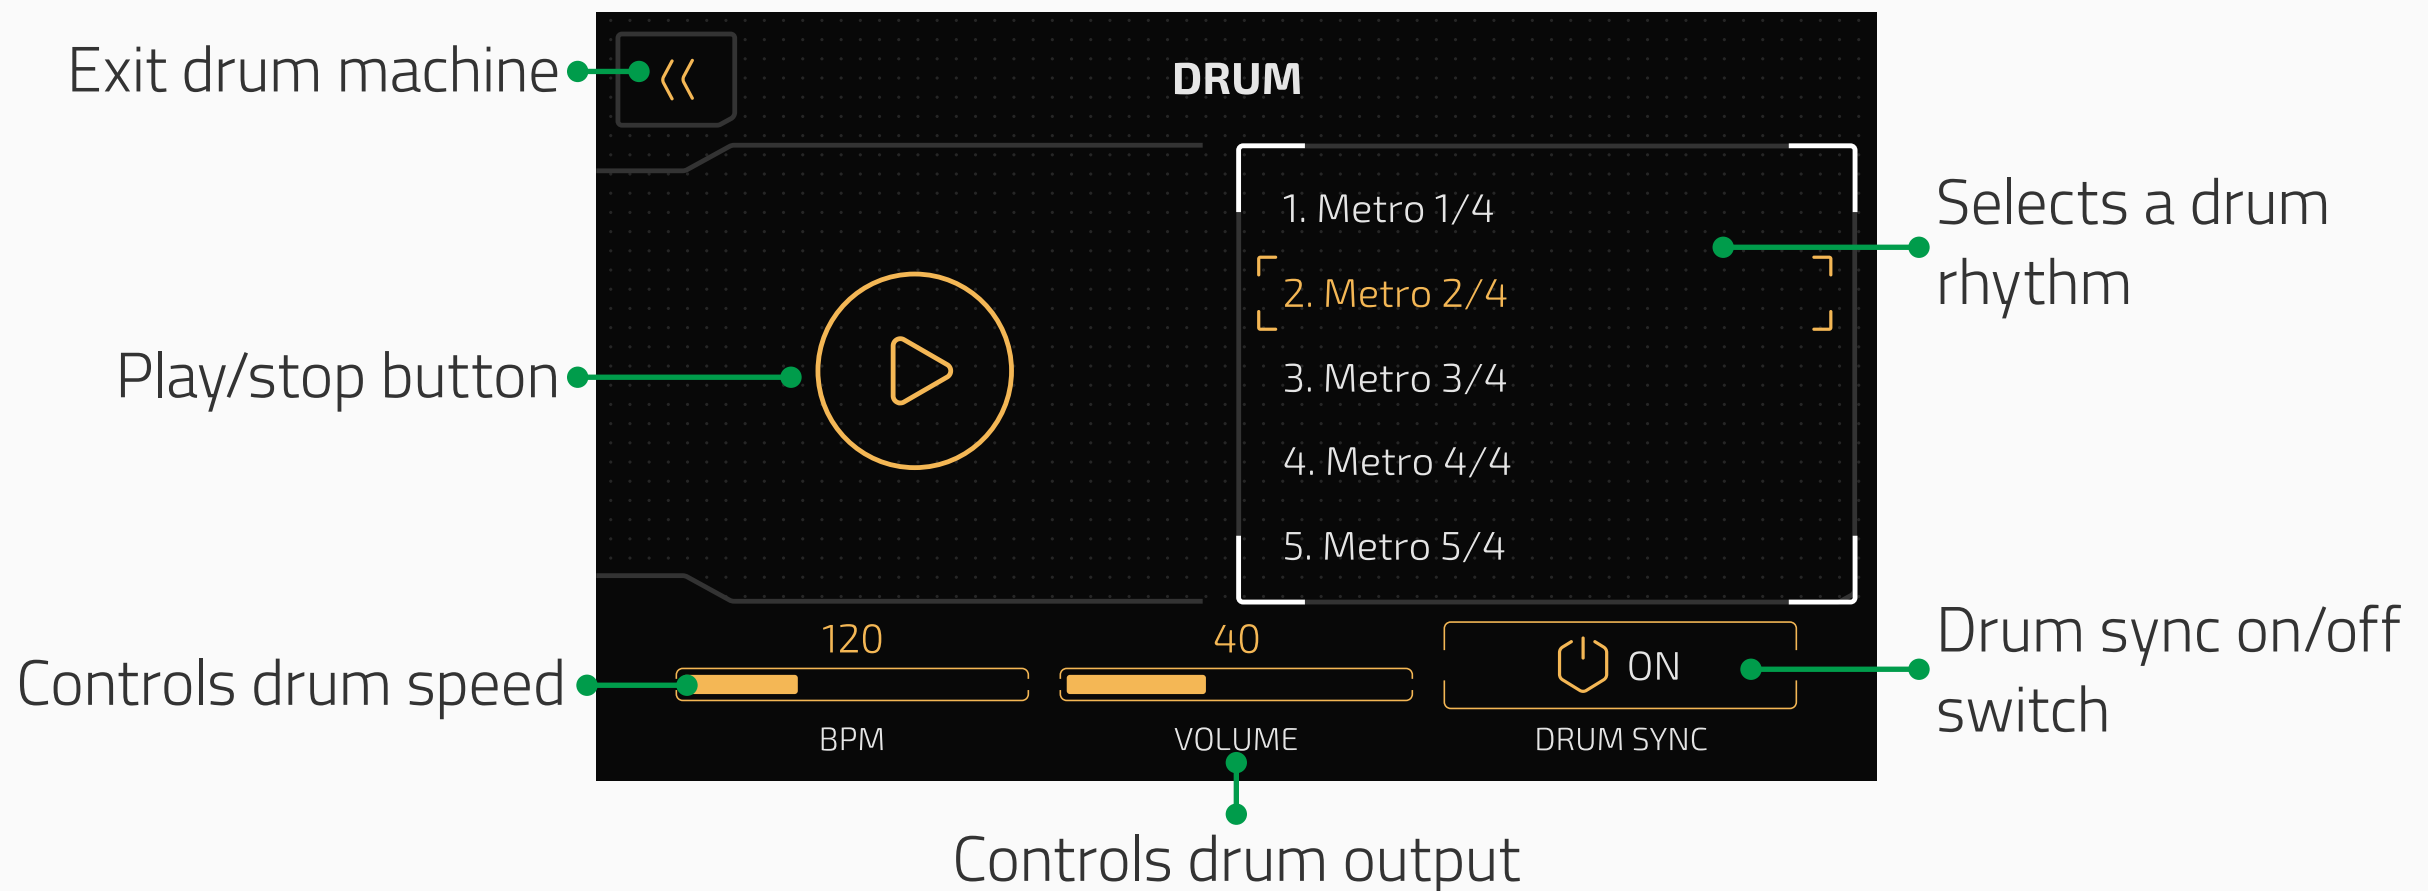 Exit drum machine
DRUM
Play/stop button
1. Metro 1/4
2. Metro 2/4
3. Metro 3/4
4. Metro 4/4
5. Metro 5/4
Selects a drum
rhythm
Controls drum speed
120
BPM
40
VOLUME
ON
DRUM SYNC
Drum sync on/off
switch
Controls drum output